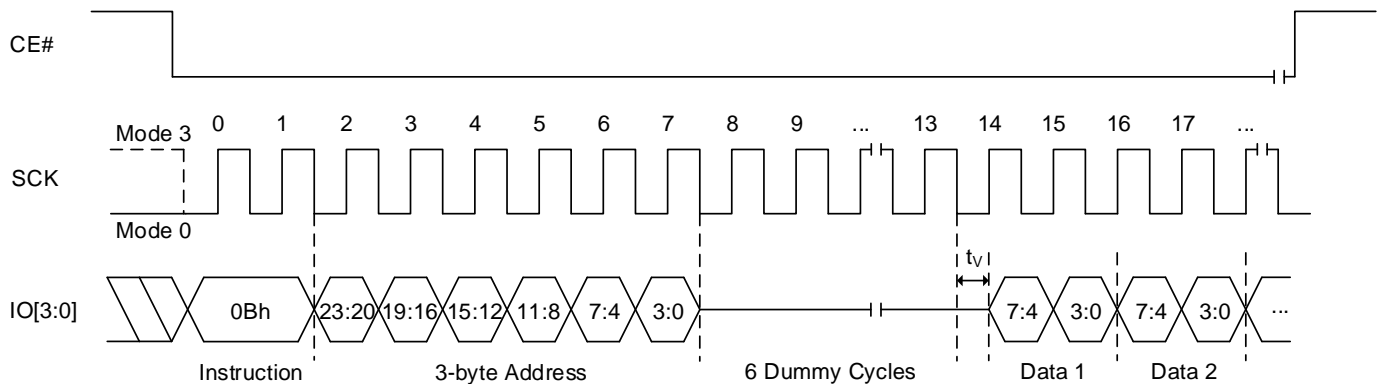 CE#
Mode 3
0 1 2 3 4 5 6 7 8 9 ... 13 14 15 16 17 ...
SCK
Mode 0
tV
IO[3:0]
0Bh 23:20 19:16 15:12 11:8 7:4 3:0 7:4 3:0 7:4 3:0 ...
Instruction 3-byte Address 6 Dummy Cycles Data 1 Data 2